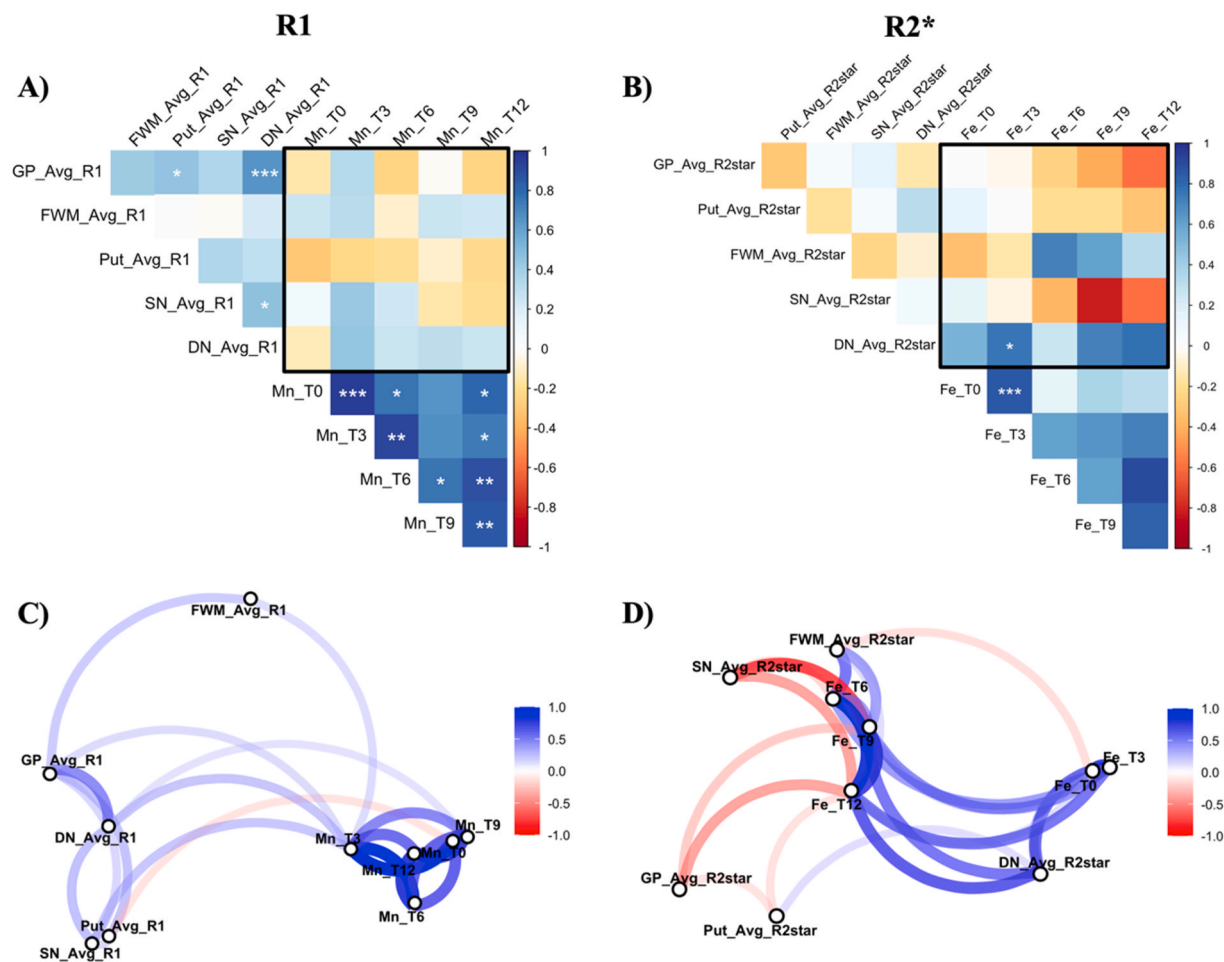 R1
R2*
A)
FWM_Avg_R1
Put_Avg_R1
SN_Avg_R1
DN_Avg_R1
Mn_T0
Mn_T3
Mn_T6
Mn_T9
Mn_T12
GP_Avg_R1
*
***
FWM_Avg_R1
Put_Avg_R1
SN_Avg_R1
*
DN_Avg_R1
Mn_T0
***
*
*
Mn_T3
**
*
Mn_T6
*
**
Mn_T9
**
1
0.8
0.6
0.4
0.2
0
-0.2
-0.4
-0.6
-0.8
-1
B)
Put_Avg_R2star
FWM_Avg_R2star
SN_Avg_R2star
DN_Avg_R2star
Fe_T0
Fe_T3
Fe_T6
Fe_T9
Fe_T12
GP_Avg_R2star
Put_Avg_R2star
FWM_Avg_R2star
SN_Avg_R2star
DN_Avg_R2star
*
Fe_T0
***
Fe_T3
Fe_T6
Fe_T9
1
0.8
0.6
0.4
0.2
0
-0.2
-0.4
-0.6
-0.8
-1
C)
FWM_Avg_R1
GP_Avg_R1
DN_Avg_R1
Put_Avg_R1
SN_Avg_R1
Mn_T3
Mn_T9
Mn_T0
Mn_T12
Mn_T6
1.0
0.5
0.0
-0.5
-1.0
D)
FWM_Avg_R2star
SN_Avg_R2star
Fe_T6
Fe_T9
Fe_T3
Fe_T0
Fe_T12
DN_Avg_R2star
GP_Avg_R2star
Put_Avg_R2star
1.0
0.5
0.0
-0.5
-1.0